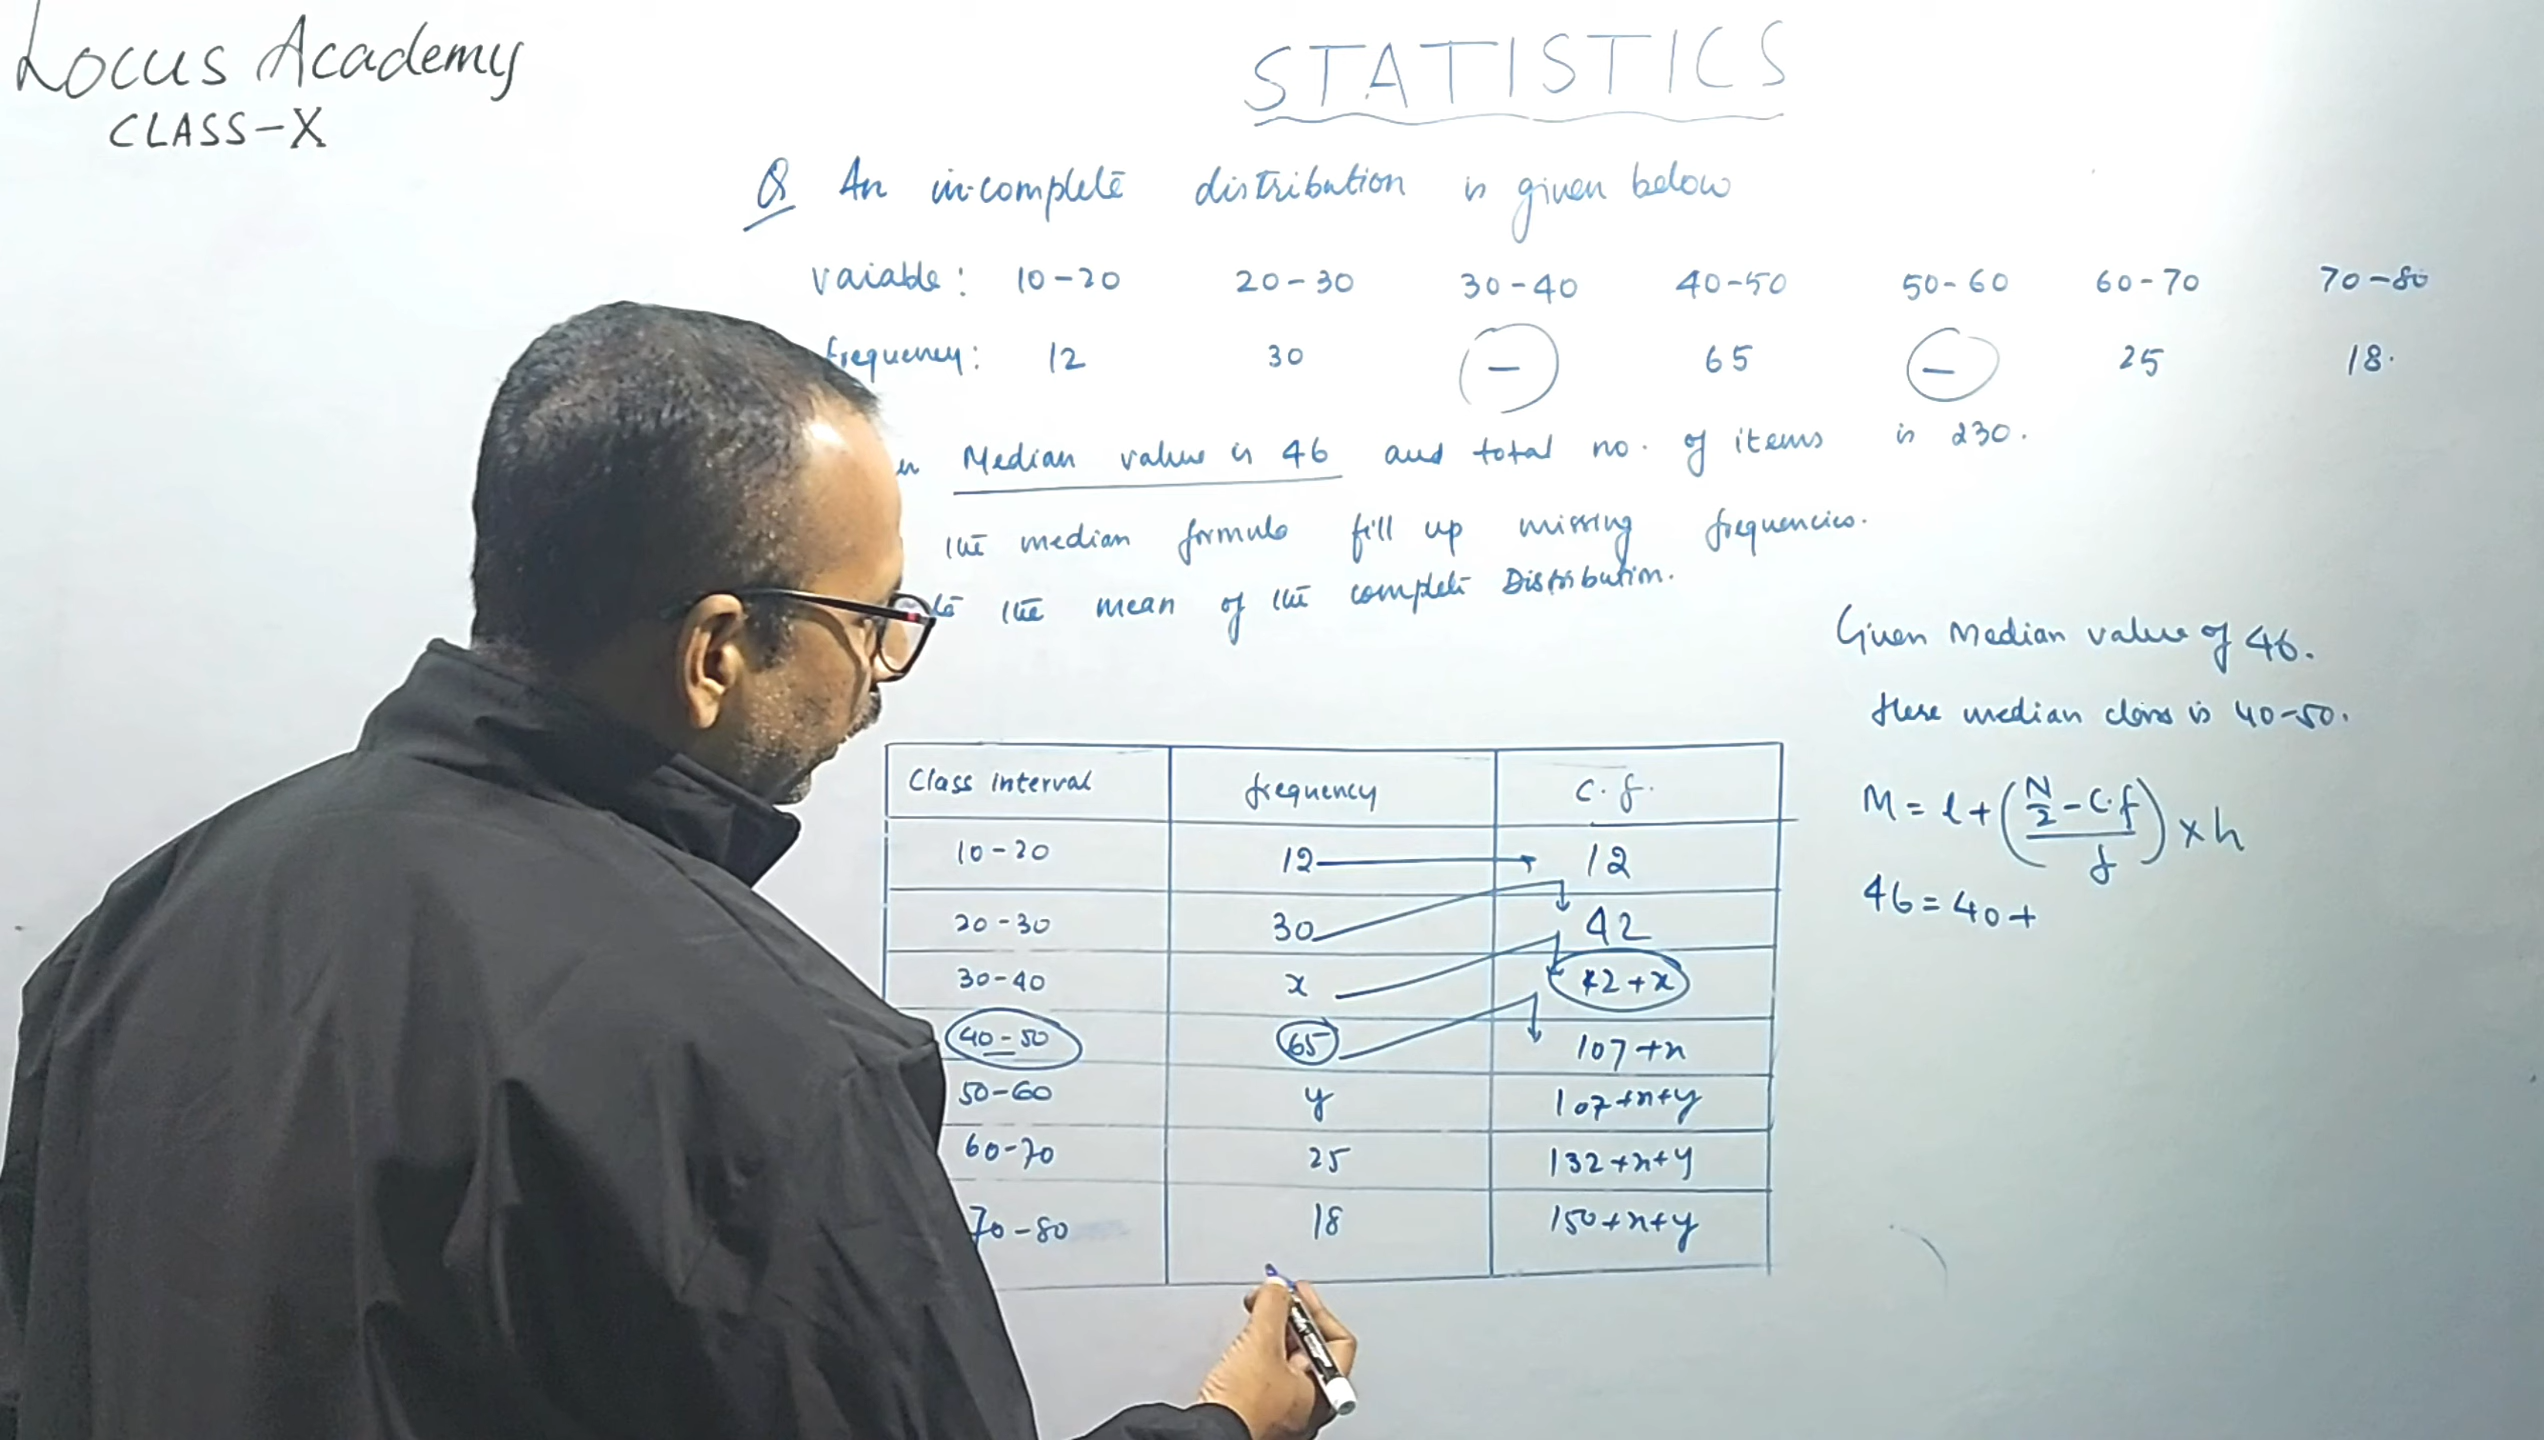 Locus Academy
CLASS-X
STATISTICS
Q An incomplete distribution is given below
Vaiable: 10-20 20-30 30-40 40-50 50-60 60-70 70-80
frequency: 12 30 - 65 - 25 18.
Median value is 46 and total no. of items is 230.
the median formula fill up missing frequencies.
the mean of the complete Distribution.
Given Median value of 46.
Here median class is 40-50.
M = l + (N/2 - C.f / f) × h
46 = 40 +
Class interval frequency C.f.
10-20 12 12
20-30 30 42
30-40 x 42+x
40-50 65 107+x
50-60 y 107+x+y
60-70 25 132+x+y
70-80 18 150+x+y